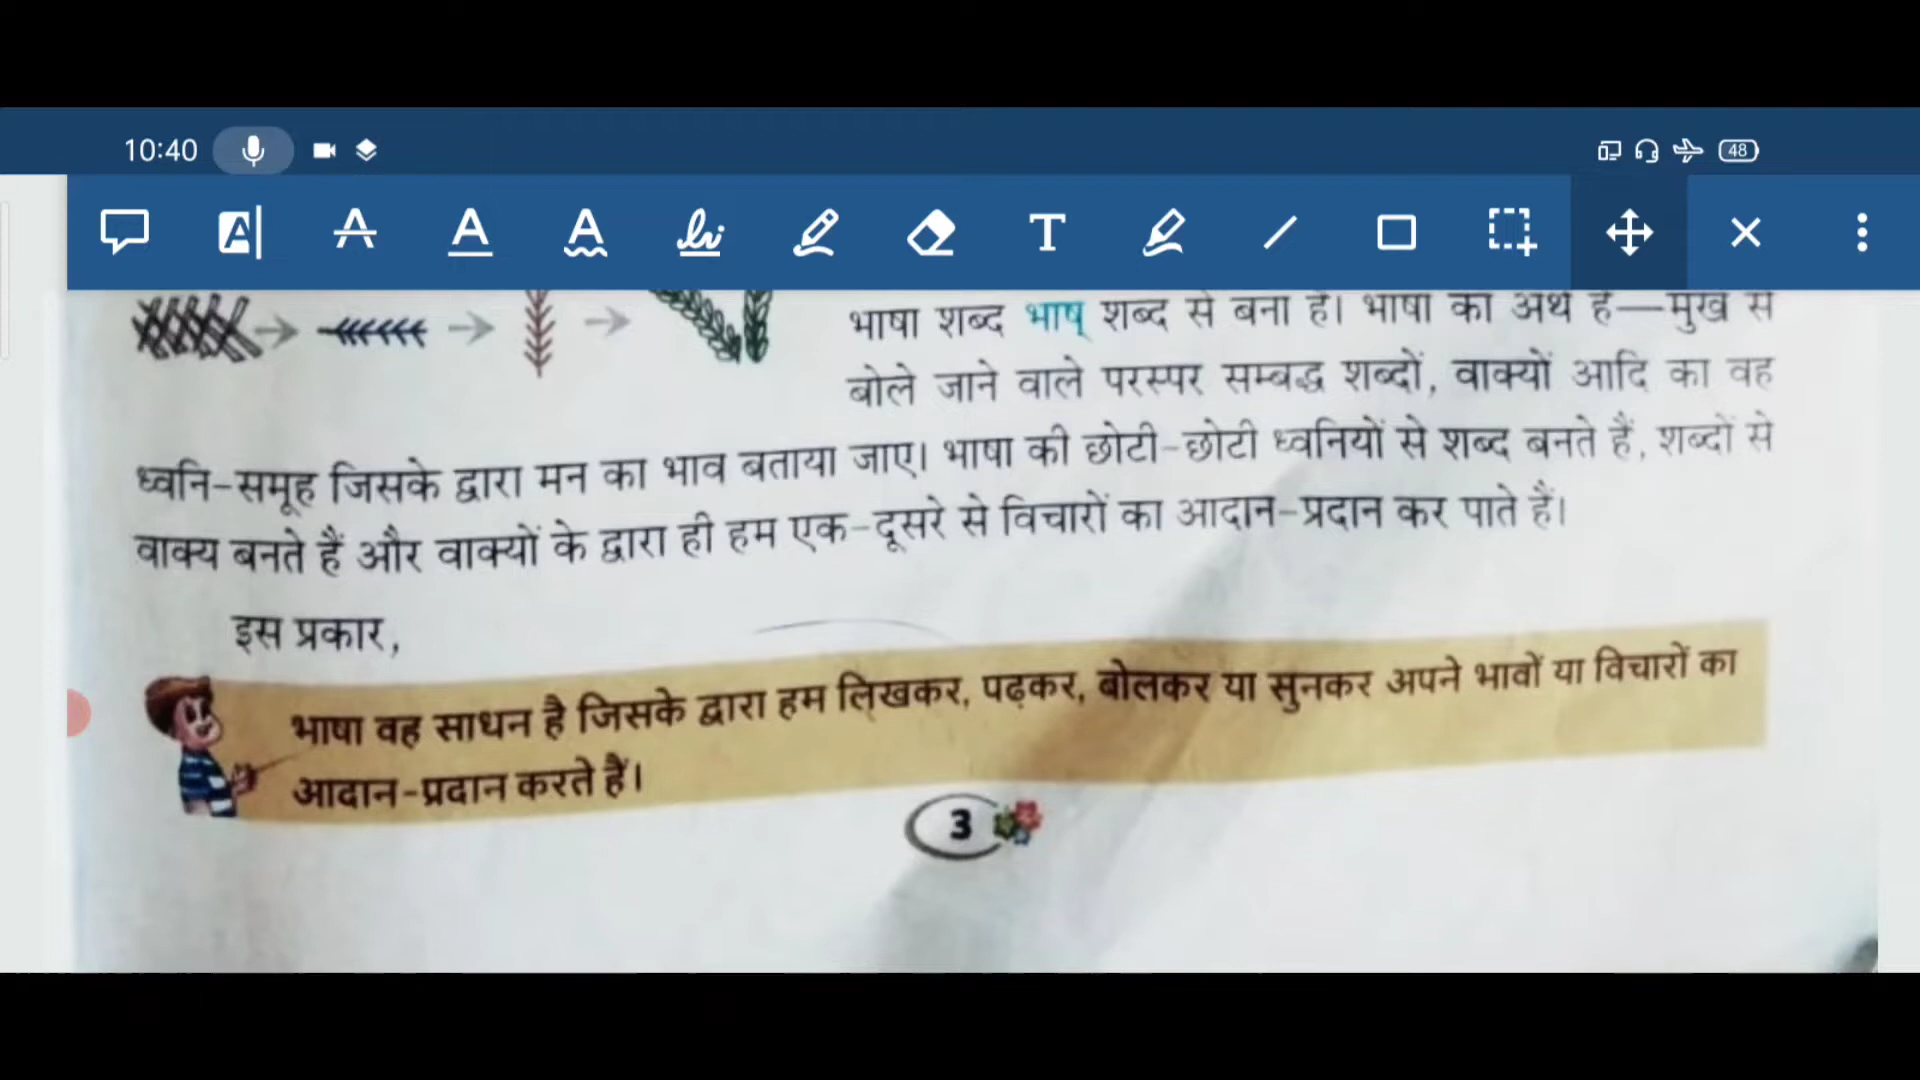 10:40
48
भाषा शब्द भाष् शब्द से बना है। भाषा का अर्थ है—मुख से
बोले जाने वाले परस्पर सम्बद्ध शब्दों, वाक्यों आदि का वह
ध्वनि-समूह जिसके द्वारा मन का भाव बताया जाए। भाषा की छोटी-छोटी ध्वनियों से शब्द बनते हैं, शब्दों से
वाक्य बनते हैं और वाक्यों के द्वारा ही हम एक-दूसरे से विचारों का आदान-प्रदान कर पाते हैं।
इस प्रकार,
भाषा वह साधन है जिसके द्वारा हम लिखकर, पढ़कर, बोलकर या सुनकर अपने भावों या विचारों का
आदान-प्रदान करते हैं।
3